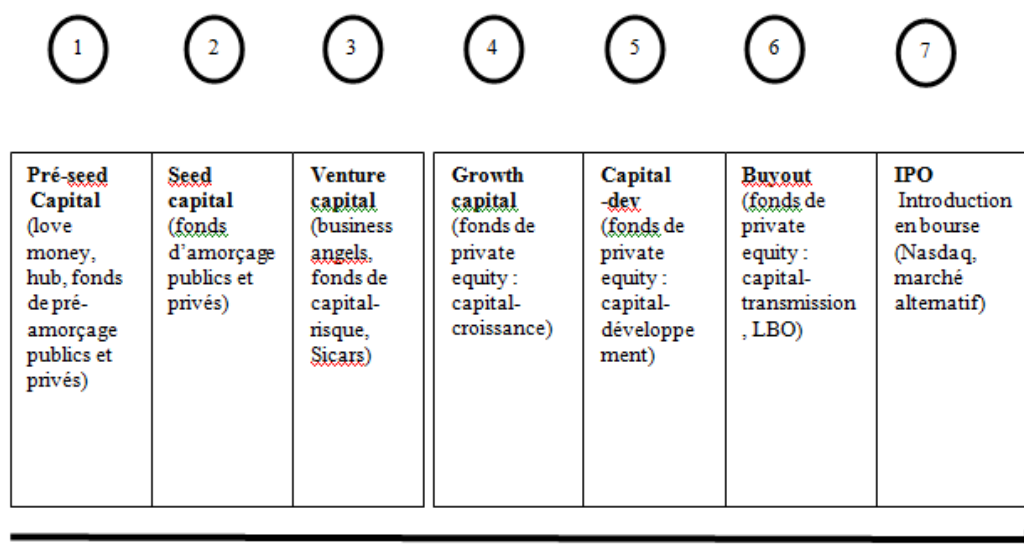 1
2
3
4
5
6
7
Pré-seed
Capital
(love
money,
hub, fonds
de pré-
amorçage
publics et
privés)
Seed
capital
(fonds
d’amorçage
publics et
privés)
Venture
capital
(business
angels,
fonds de
capital-
risque,
Sicars)
Growth
capital
(fonds de
private
equity :
capital-
croissance)
Capital
-dev
(fonds de
private
equity :
capital-
développe
ment)
Buyout
(fonds de
private
equity :
capital-
transmission
, LBO)
IPO
Introduction
en bourse
(Nasdaq,
marché
alternatif)